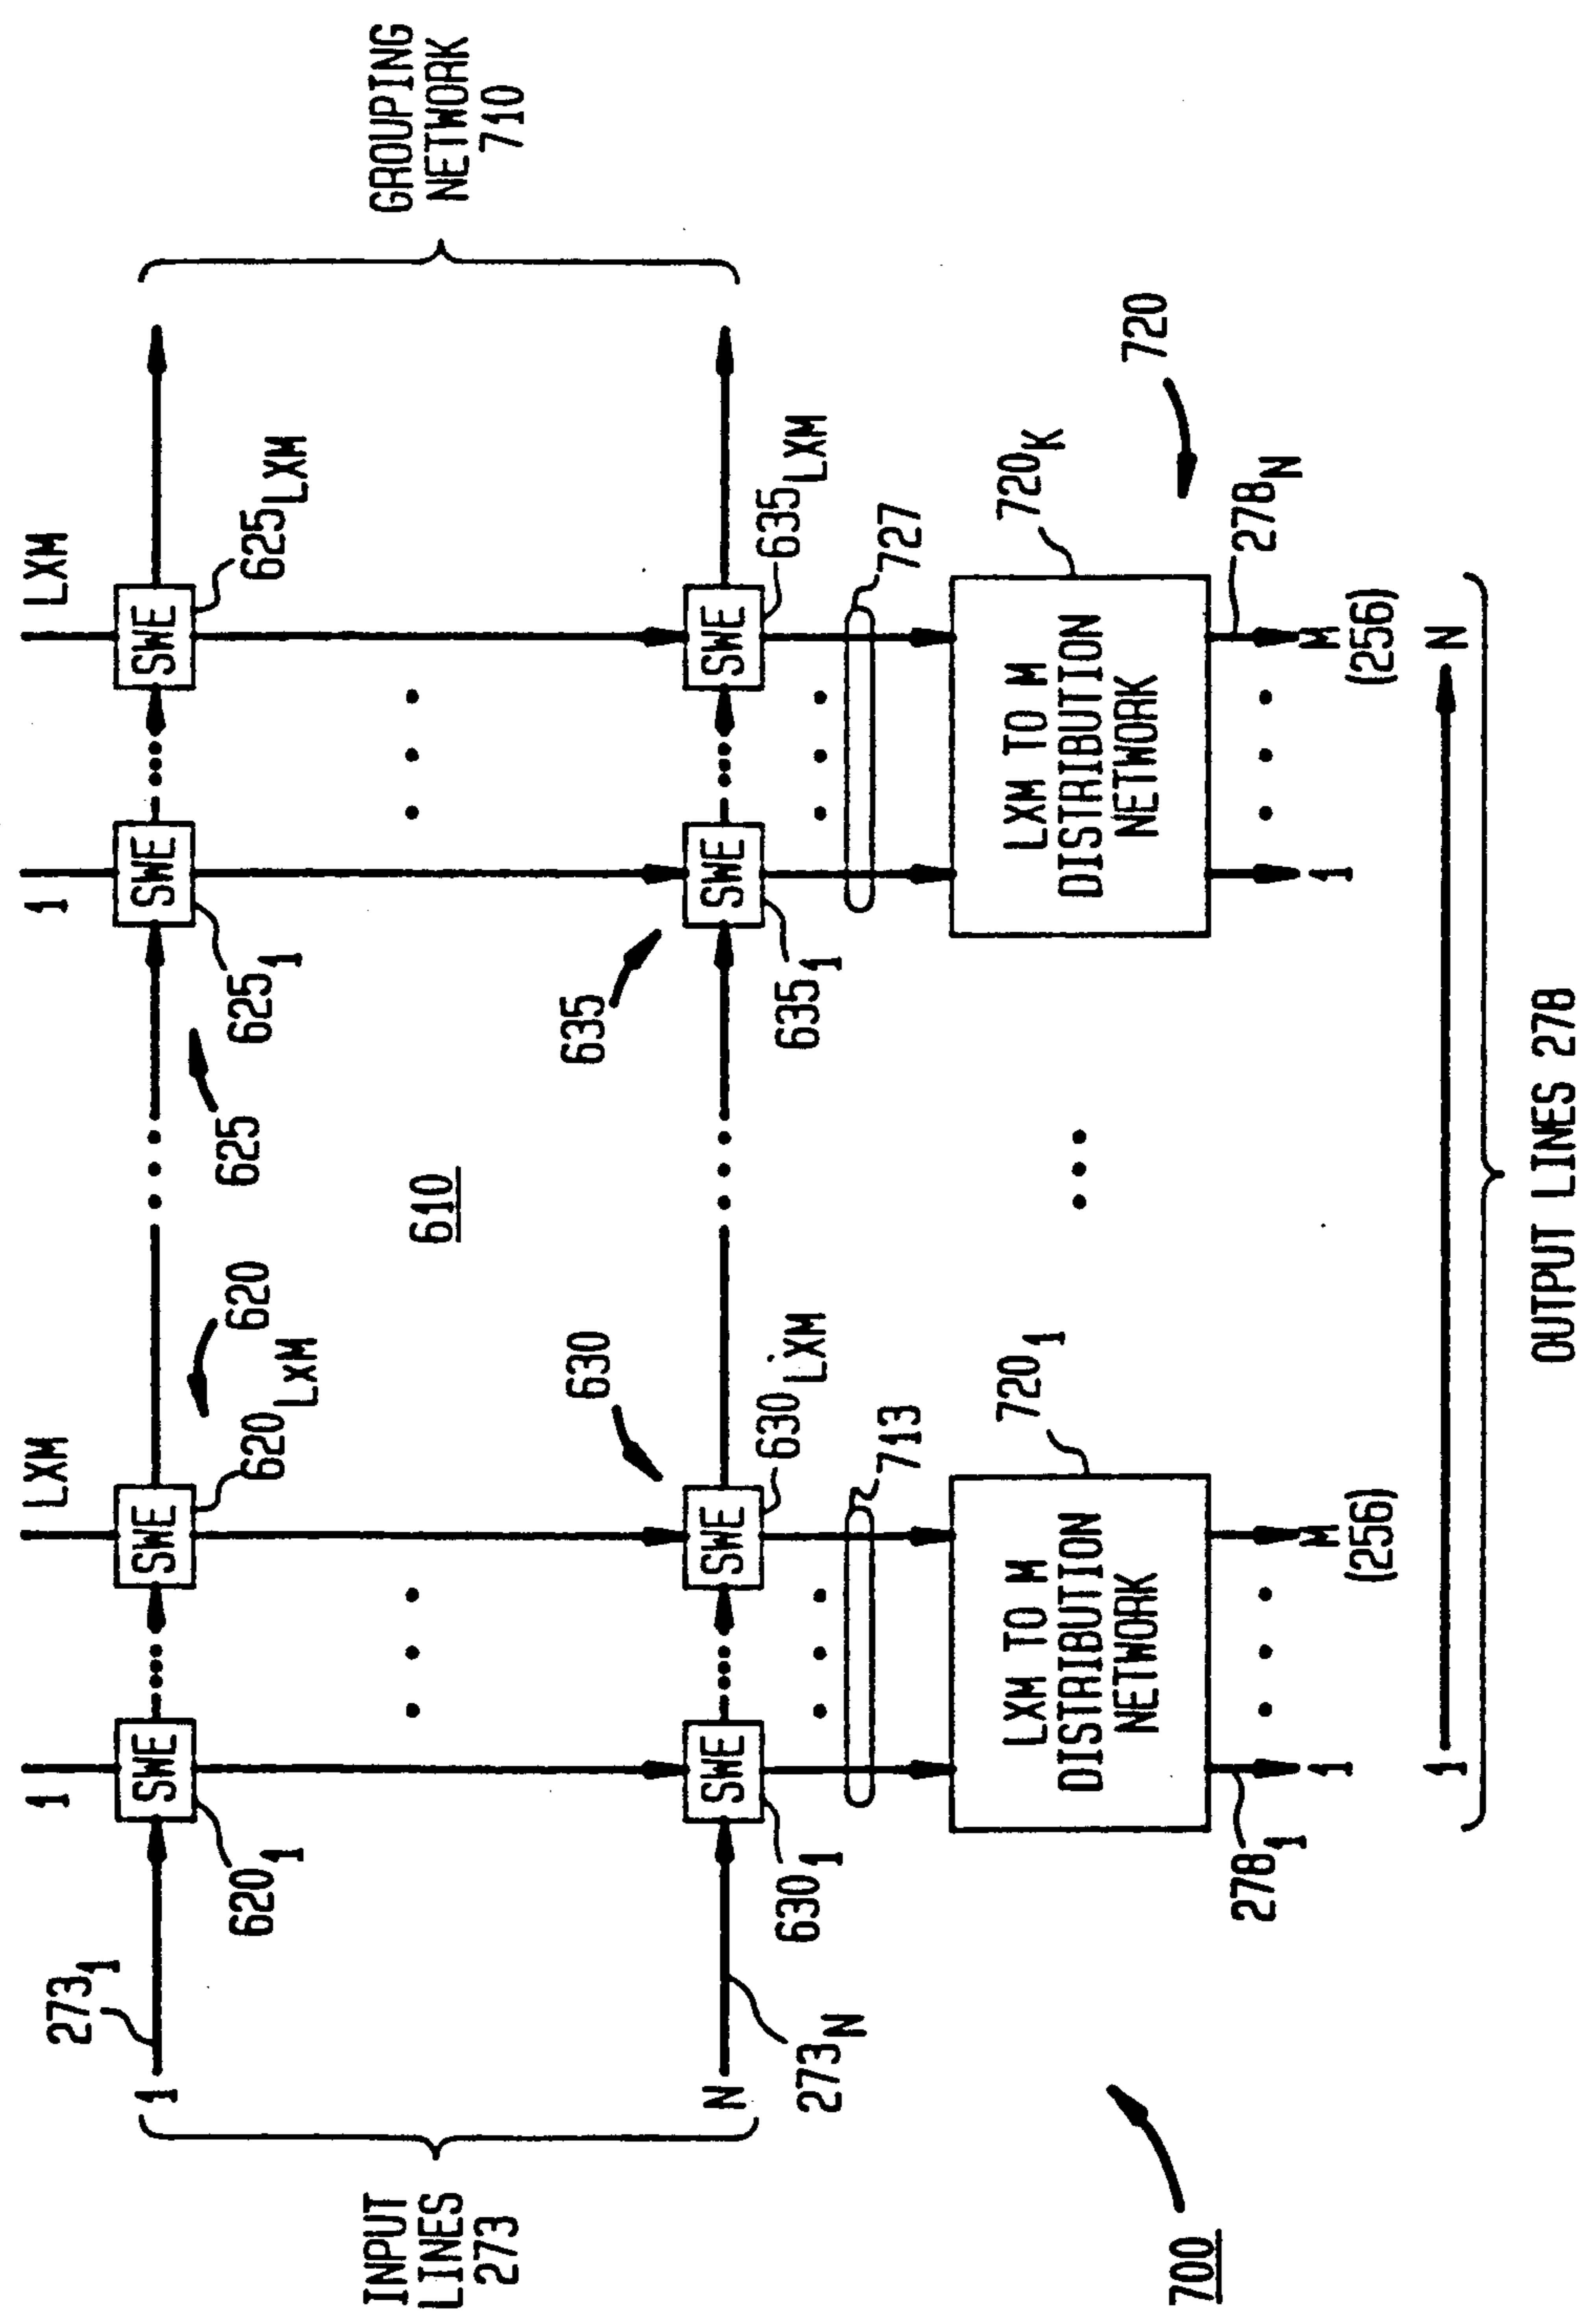 1
LXM
1
LXM
273₁
1
SWE
SWE
SWE
SWE
620₁
620LXM
620
625₁
625
625LXM
GROUPING
NETWORK
710
INPUT
LINES
273
610
630
635
N
SWE
SWE
SWE
SWE
273N
630₁
630LXM
635₁
635LXM
713
727
720₁
720K
720
LXM TO M
DISTRIBUTION
NETWORK
LXM TO M
DISTRIBUTION
NETWORK
278₁
278N
1
M
(256)
1
M
(256)
1
N
OUTPUT LINES 278
700